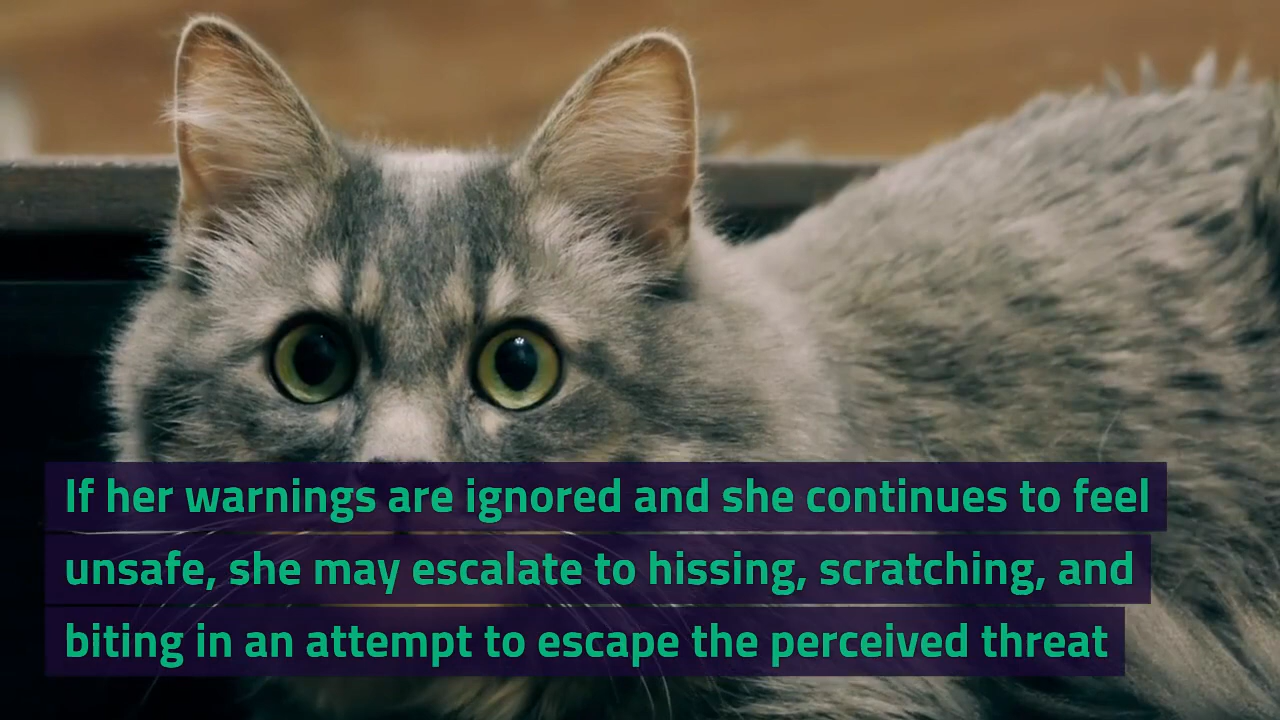 If her warnings are ignored and she continues to feel
unsafe, she may escalate to hissing, scratching, and
biting in an attempt to escape the perceived threat